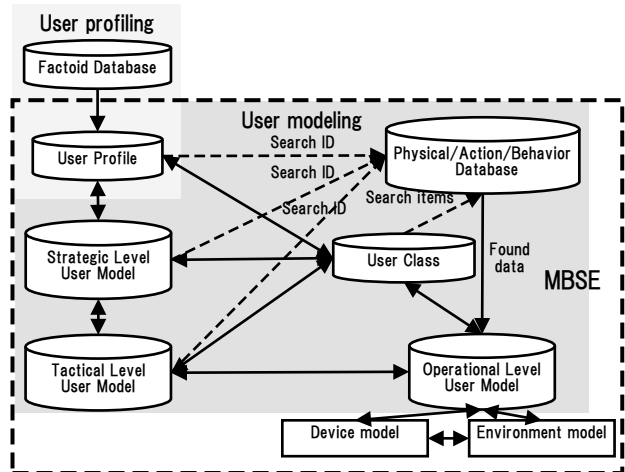 User profiling
Factoid Database
User modeling
User Profile
Search ID
Physical/Action/Behavior
Database
Search ID
Search ID
Search items
Strategic Level
User Model
User Class
Found
data
MBSE
Tactical Level
User Model
Operational Level
User Model
Device model
Environment model